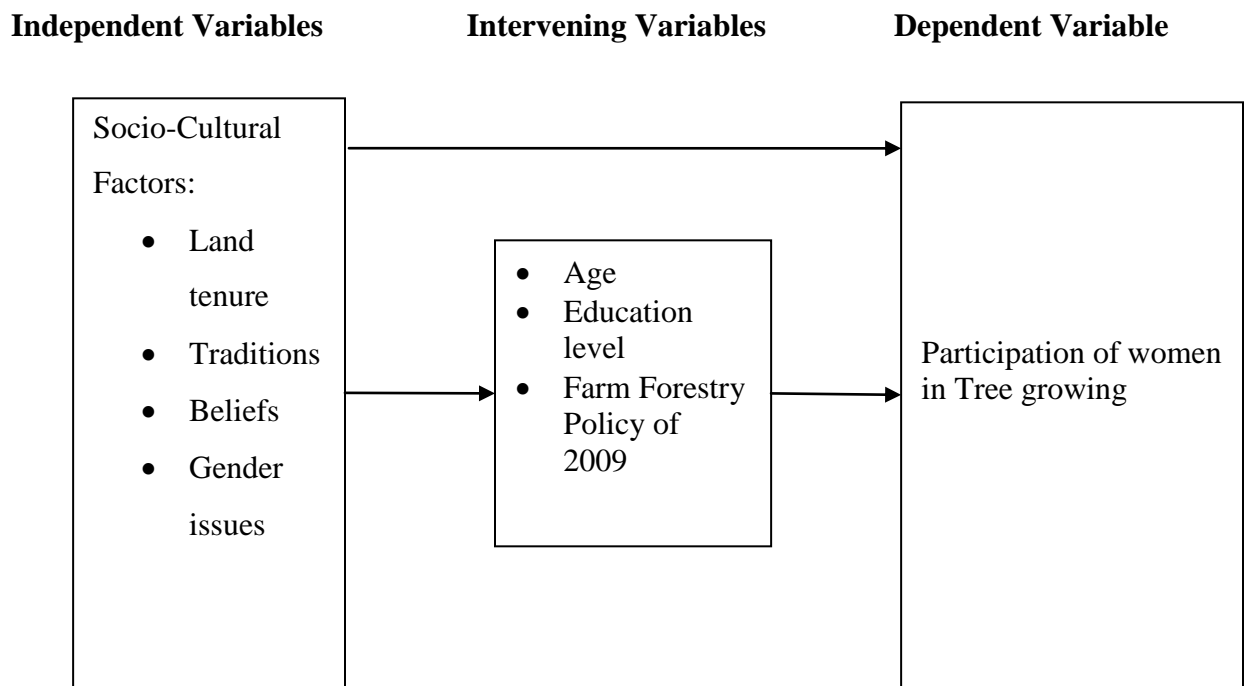 Independent Variables
Intervening Variables
Dependent Variable
Socio-Cultural
Factors:
• Land
tenure
• Traditions
• Beliefs
• Gender
issues
• Age
• Education
level
• Farm Forestry
Policy of
2009
Participation of women
in Tree growing